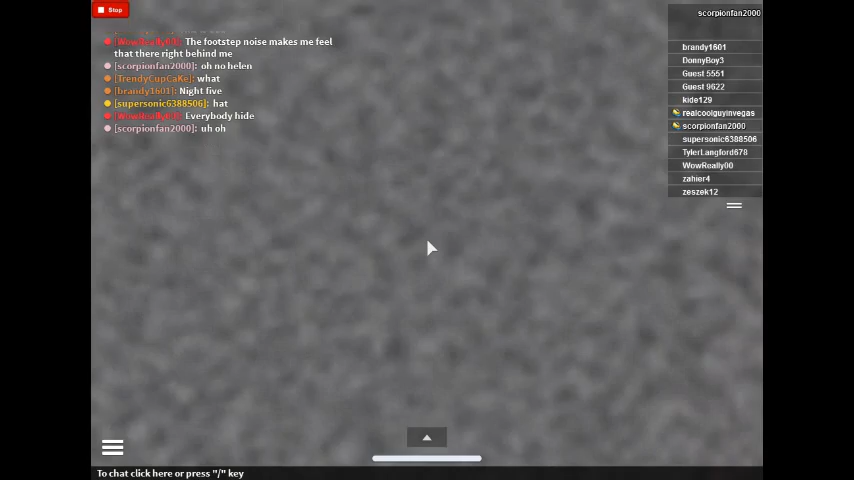 Stop
scorpionfan2000
[WowReally00]: The footstep noise makes me feel
that there right behind me
[scorpionfan2000]: oh no helen
[TrendyCupCaKe]: what
[brandy1601]: Night five
[supersonic6388506]: hat
[WowReally00]: Everybody hide
[scorpionfan2000]: uh oh
brandy1601
DonnyBoy3
Guest 5551
Guest 9622
kide129
realcoolguyinvegas
scorpionfan2000
supersonic6388506
TylerLangford678
WowReally00
zahier4
zeszek12
To chat click here or press "/" key